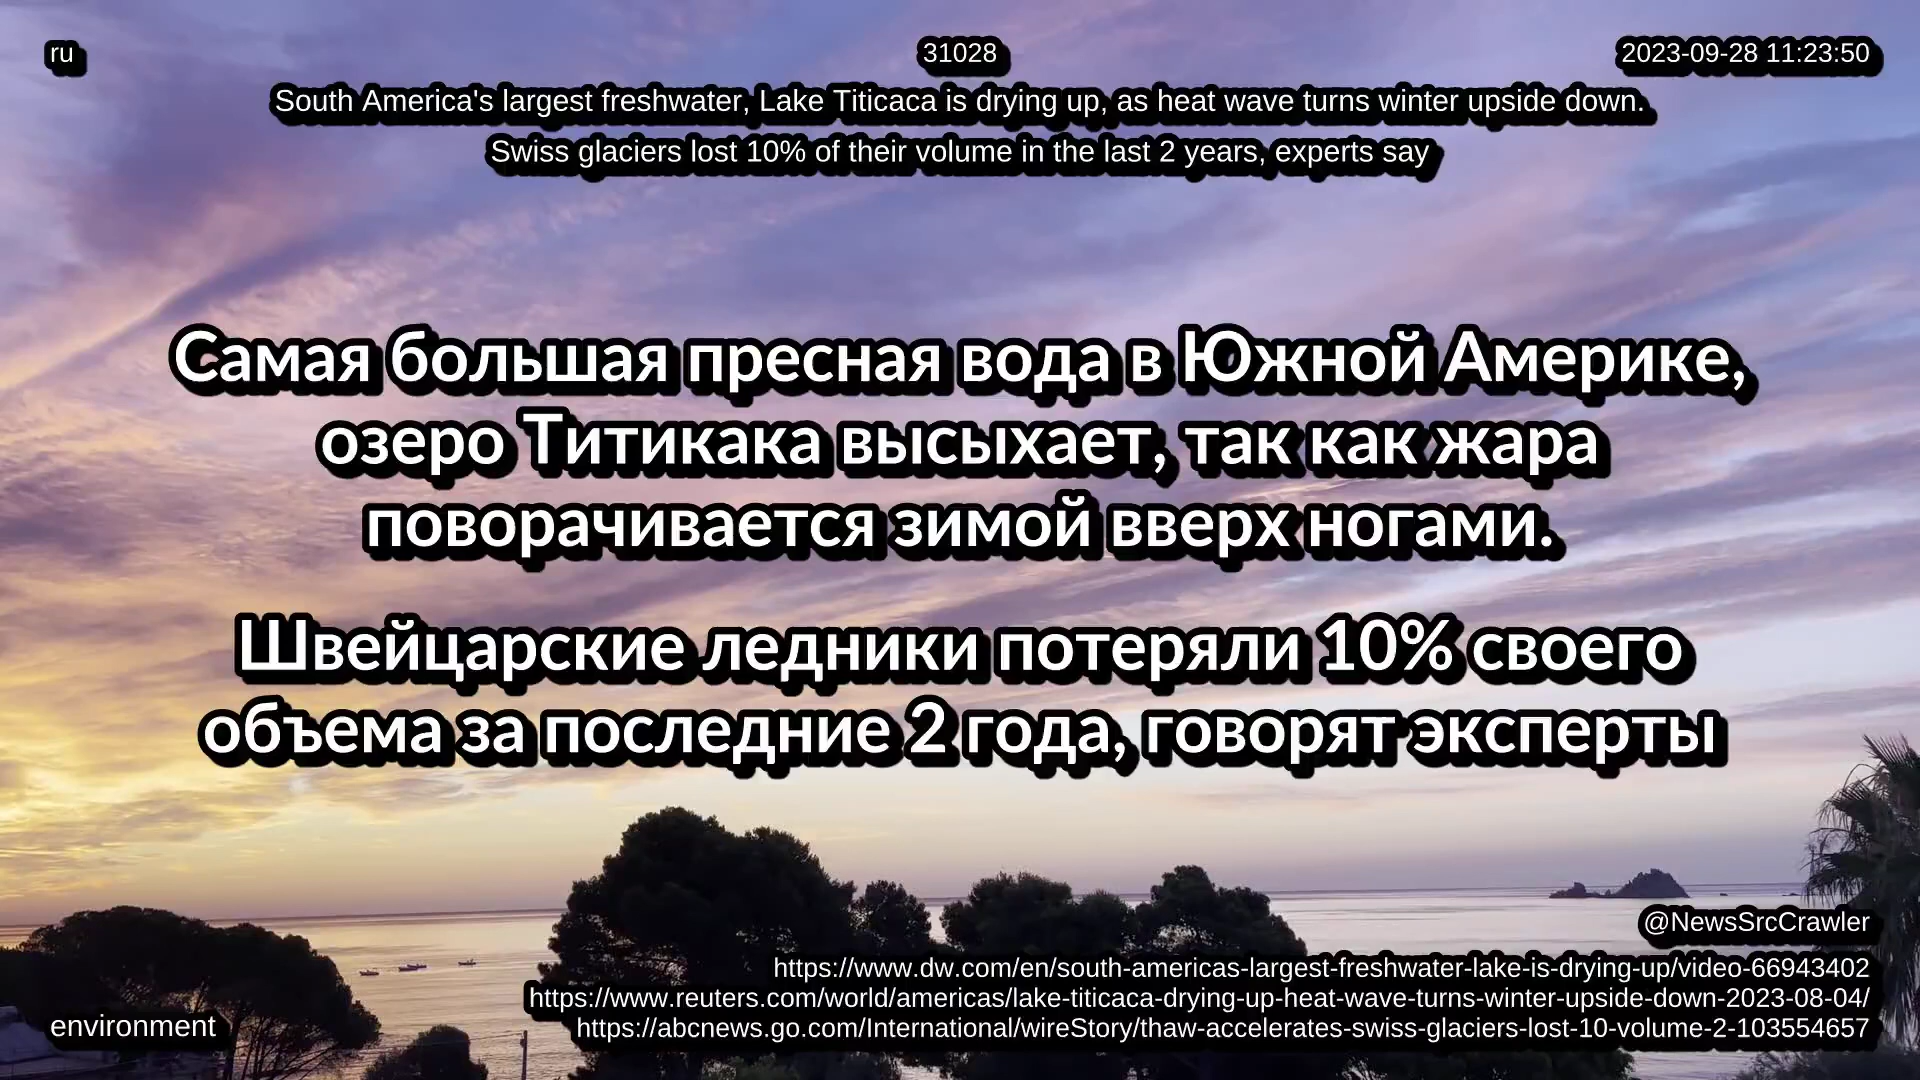 ru
31028
2023-09-28 11:23:50
South America's largest freshwater, Lake Titicaca is drying up, as heat wave turns winter upside down.
Swiss glaciers lost 10% of their volume in the last 2 years, experts say
Самая большая пресная вода в Южной Америке,
озеро Титикака высыхает, так как жара
поворачивается зимой вверх ногами.
Швейцарские ледники потеряли 10% своего
объема за последние 2 года, говорят эксперты
@NewsSrcCrawler
https://www.dw.com/en/south-americas-largest-freshwater-lake-is-drying-up/video-66943402
https://www.reuters.com/world/americas/lake-titicaca-drying-up-heat-wave-turns-winter-upside-down-2023-08-04/
https://abcnews.go.com/International/wireStory/thaw-accelerates-swiss-glaciers-lost-10-volume-2-103554657
environment